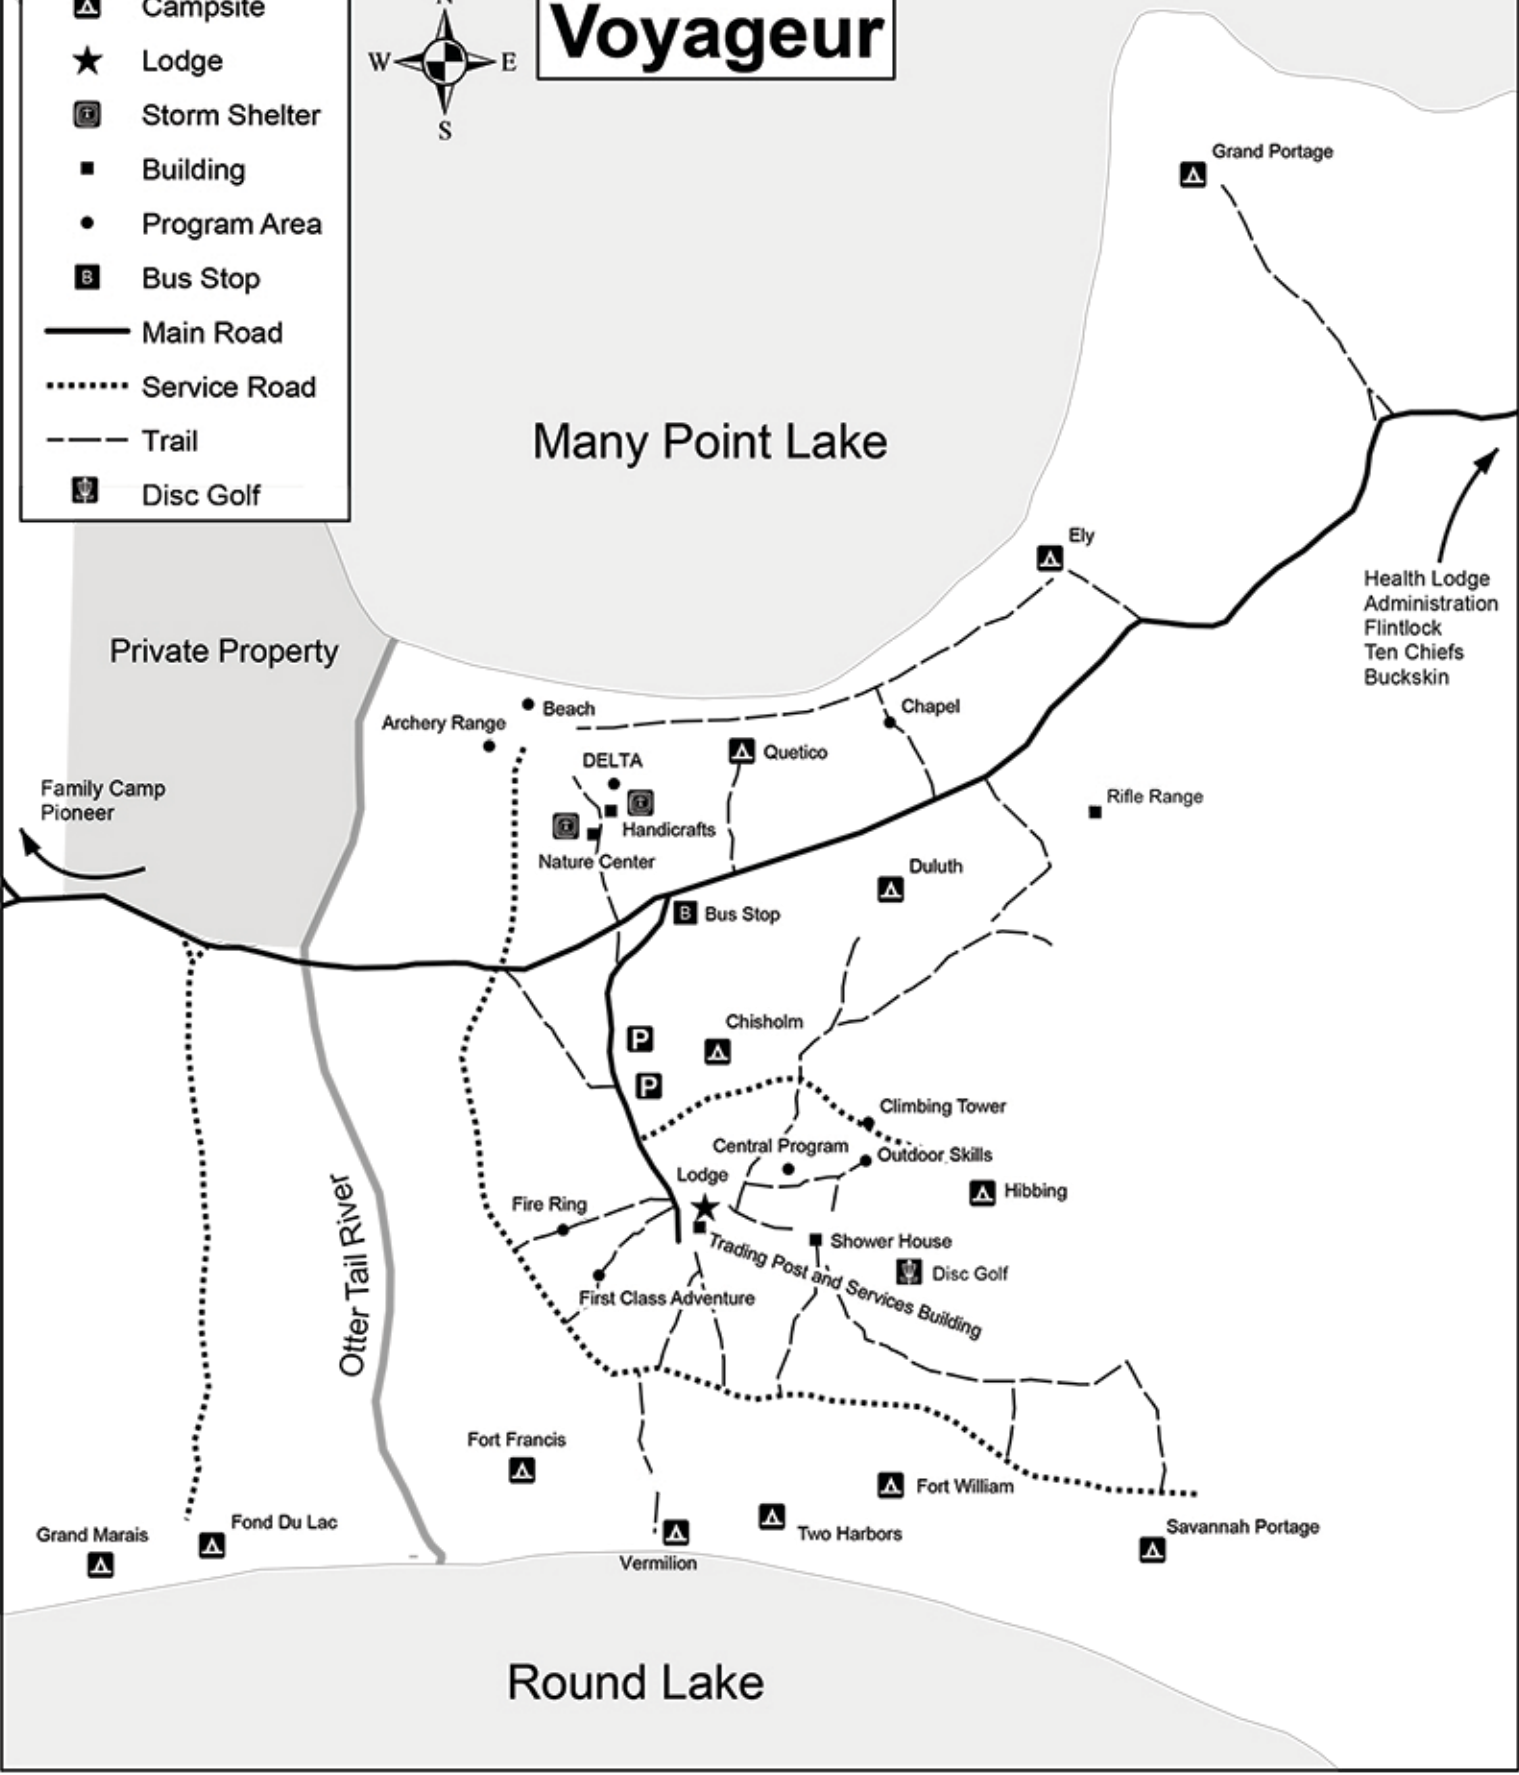 N
W
E
S
Voyageur
Campsite
Lodge
Storm Shelter
Building
Program Area
B
Bus Stop
Main Road
Service Road
Trail
Disc Golf
Grand Portage
Many Point Lake
Ely
Health Lodge
Administration
Flintlock
Ten Chiefs
Buckskin
Private Property
Beach
Archery Range
Chapel
DELTA
Quetico
Family Camp
Pioneer
Rifle Range
Handicrafts
Nature Center
Duluth
B
Bus Stop
Chisholm
P
P
Climbing Tower
Central Program
Outdoor Skills
Lodge
Hibbing
Fire Ring
Otter Tail River
Shower House
Trading Post and Services Building
Disc Golf
First Class Adventure
Fort Francis
Fort William
Grand Marais
Fond Du Lac
Two Harbors
Savannah Portage
Vermilion
Round Lake